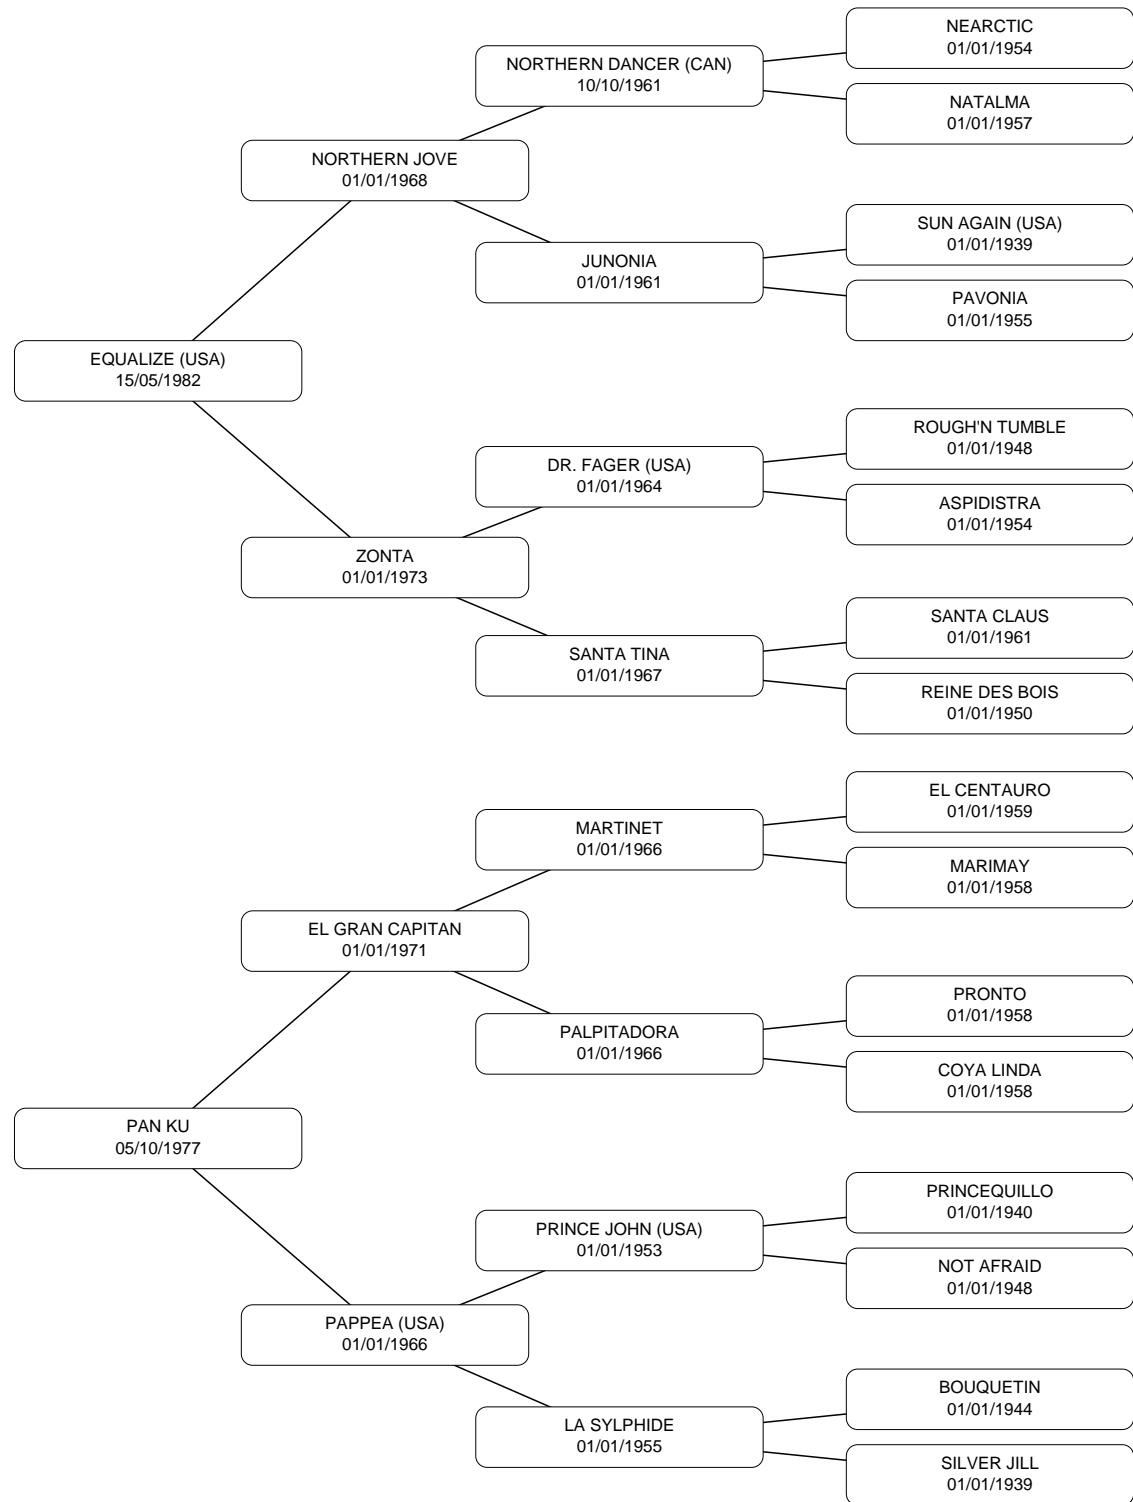 NEARCTIC
01/01/1954
NORTHERN DANCER (CAN)
10/10/1961
NATALMA
01/01/1957
NORTHERN JOVE
01/01/1968
SUN AGAIN (USA)
01/01/1939
JUNONIA
01/01/1961
PAVONIA
01/01/1955
EQUALIZE (USA)
15/05/1982
ROUGH'N TUMBLE
01/01/1948
DR. FAGER (USA)
01/01/1964
ASPIDISTRA
01/01/1954
ZONTA
01/01/1973
SANTA CLAUS
01/01/1961
SANTA TINA
01/01/1967
REINE DES BOIS
01/01/1950
EL CENTAURO
01/01/1959
MARTINET
01/01/1966
MARIMAY
01/01/1958
EL GRAN CAPITAN
01/01/1971
PRONTO
01/01/1958
PALPITADORA
01/01/1966
COYA LINDA
01/01/1958
PAN KU
05/10/1977
PRINCEQUILLO
01/01/1940
PRINCE JOHN (USA)
01/01/1953
NOT AFRAID
01/01/1948
PAPPEA (USA)
01/01/1966
BOUQUETIN
01/01/1944
LA SYLPHIDE
01/01/1955
SILVER JILL
01/01/1939